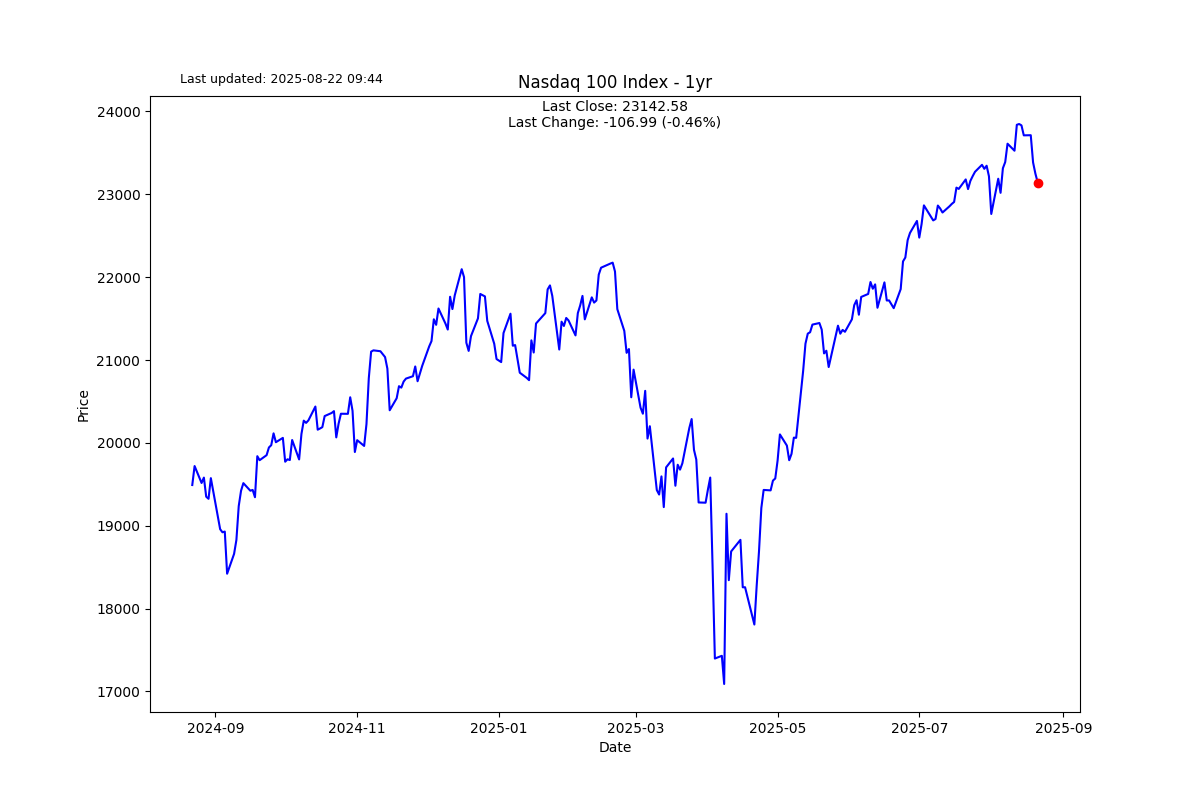 Last updated: 2025-08-22 09:44
Nasdaq 100 Index - 1yr
Last Close: 23142.58
Last Change: -106.99 (-0.46%)
24000
23000
22000
21000
20000
19000
18000
17000
Price
2024-09
2024-11
2025-01
2025-03
2025-05
2025-07
2025-09
Date